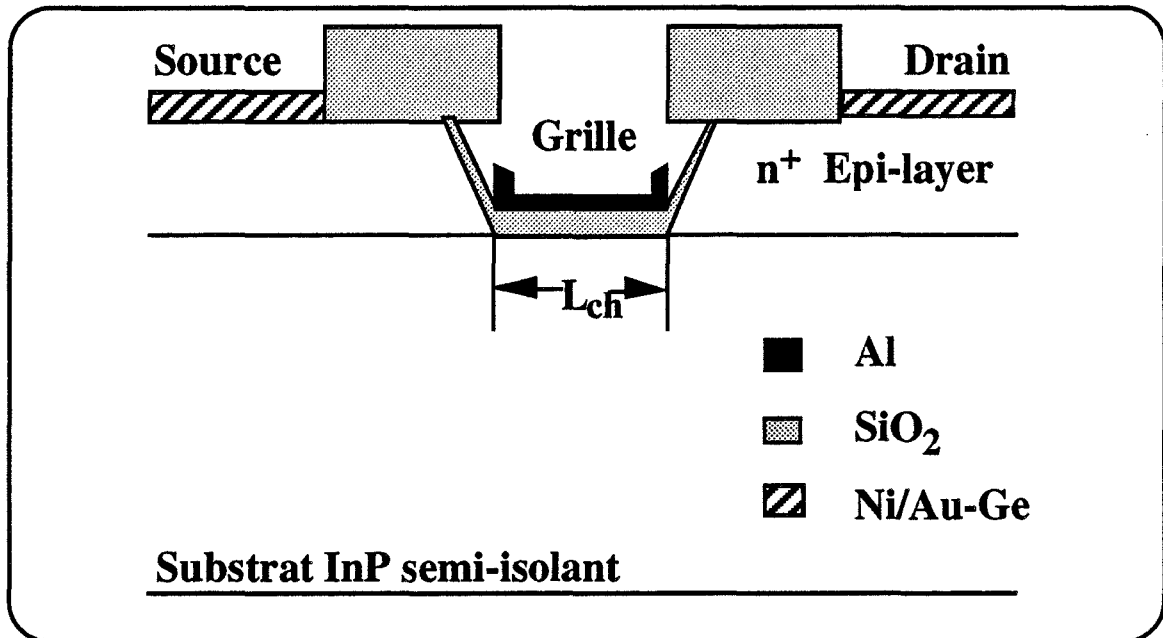 Source
Drain
Grille
n+ Epi-layer
Lch
Al
SiO2
Ni/Au-Ge
Substrat InP semi-isolant